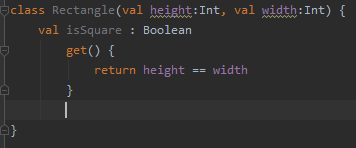 class Rectangle(val height:Int, val width:Int) {
    val isSquare : Boolean
        get() {
            return height == width
        }

}